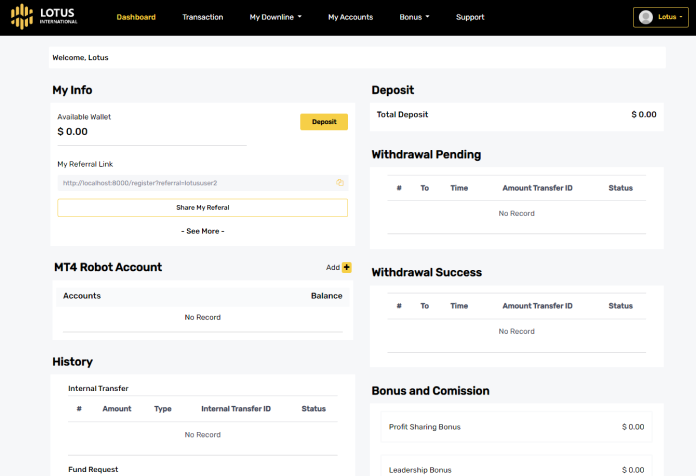 LOTUS
INTERNATIONAL
Dashboard Transaction My Downline My Accounts Bonus Support Lotus
Welcome, Lotus
My Info
Available Wallet
$ 0.00
Deposit
My Referral Link
http://localhost:8000/register?referral=lotususer2
Share My Referal
- See More -
MT4 Robot Account
Add +
Accounts Balance
No Record
History
Internal Transfer
# Amount Type Internal Transfer ID Status
No Record
Fund Request
Deposit
Total Deposit $ 0.00
Withdrawal Pending
# To Time Amount Transfer ID Status
No Record
Withdrawal Success
# To Time Amount Transfer ID Status
No Record
Bonus and Comission
Profit Sharing Bonus $ 0.00
Leadership Bonus $ 0.00